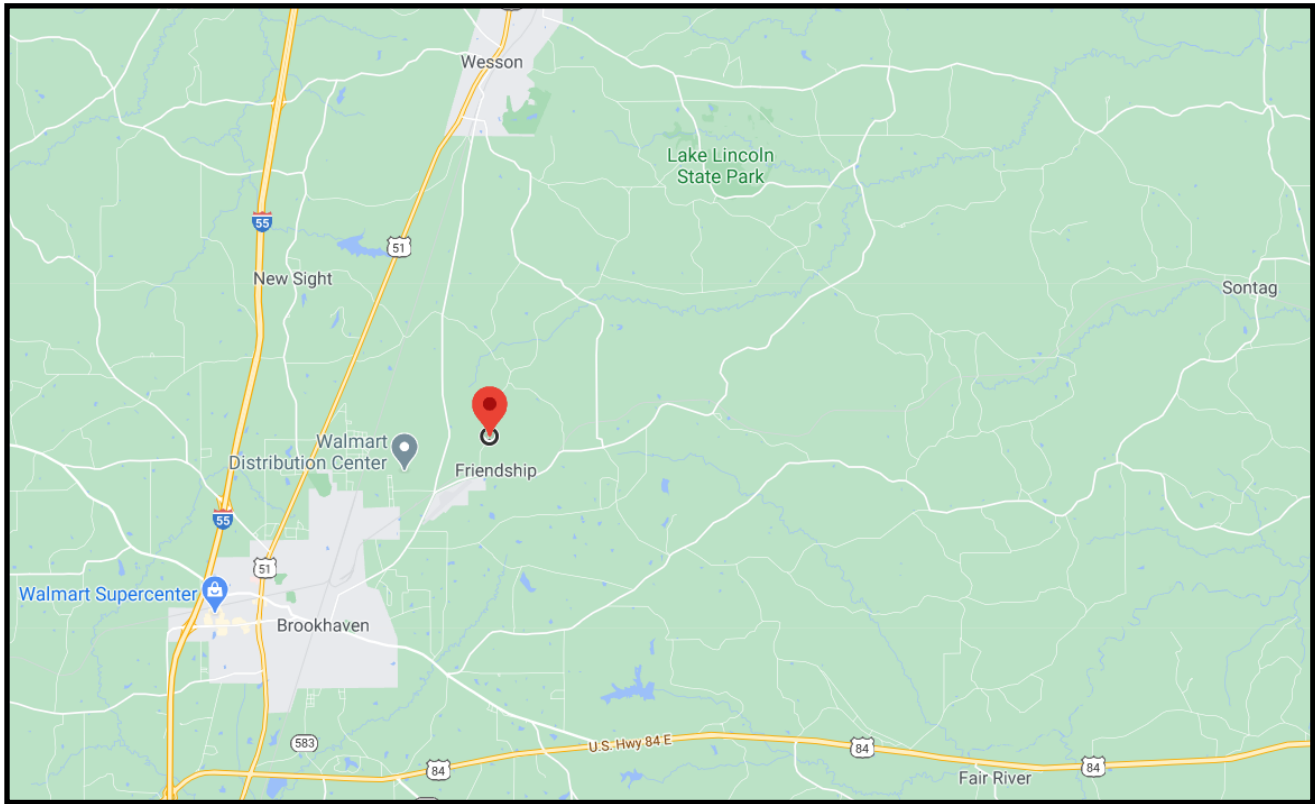 Wesson
Lake Lincoln
State Park
55
51
New Sight
Sontag
Walmart
Distribution Center
Friendship
55
51
Walmart Supercenter
Brookhaven
583
U.S. Hwy 84 E
84
84
84
Fair River